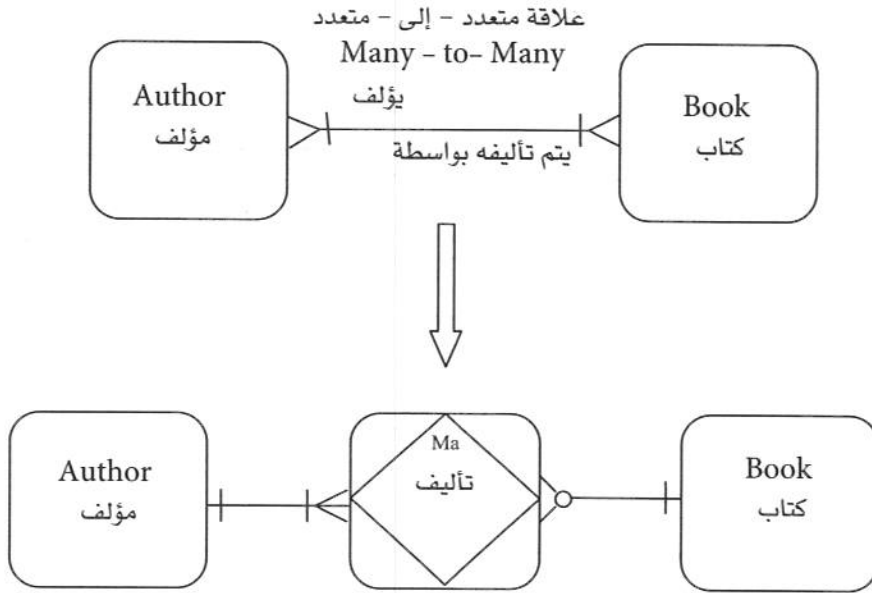 علاقة متعدد – إلى – متعدد
Many – to– Many
Author
مؤلف
يؤلف
يتم تأليفه بواسطة
Book
كتاب
Author
مؤلف
Ma
تأليف
Book
كتاب